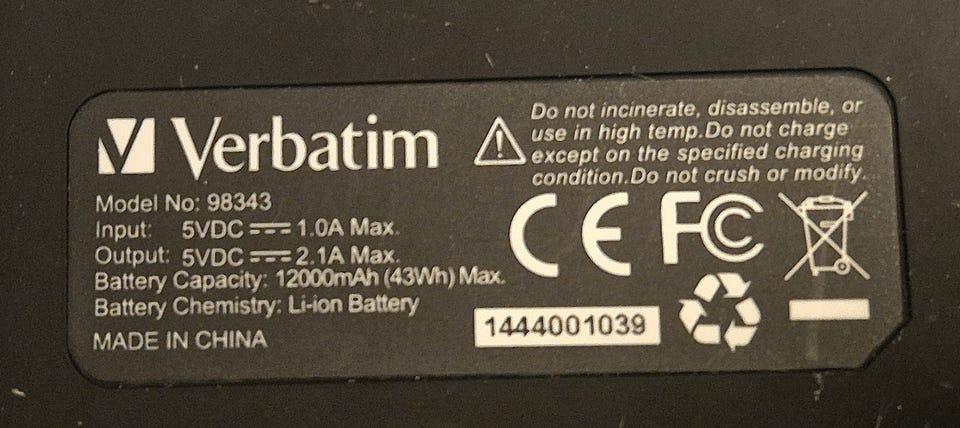 Verbatim
Model No: 98343
Input: 5VDC ⎓ 1.0A Max.
Output: 5VDC ⎓ 2.1A Max.
Battery Capacity: 12000mAh (43Wh) Max.
Battery Chemistry: Li-ion Battery
MADE IN CHINA
Do not incinerate, disassemble, or
use in high temp.Do not charge
except on the specified charging
condition.Do not crush or modify.
CE FC
1444001039